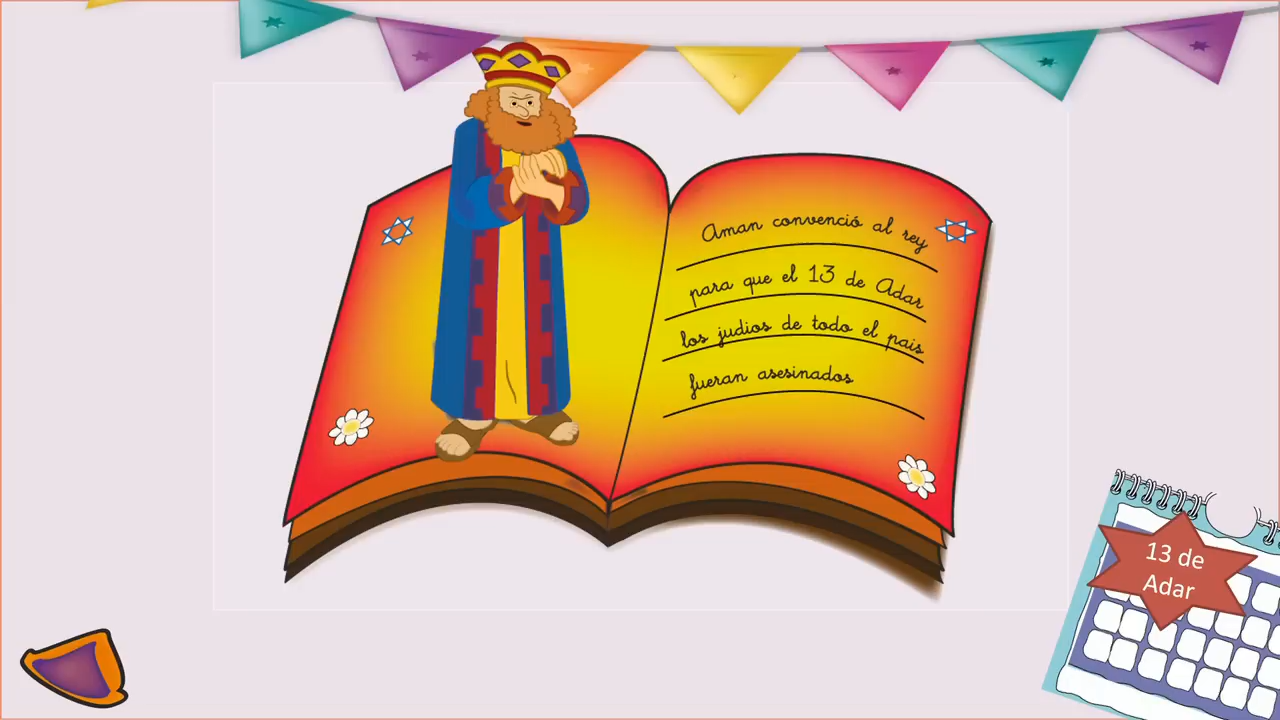 Aman convenció al rey
para que el 13 de Adar
los judios de todo el pais
fueran asesinados
13 de
Adar